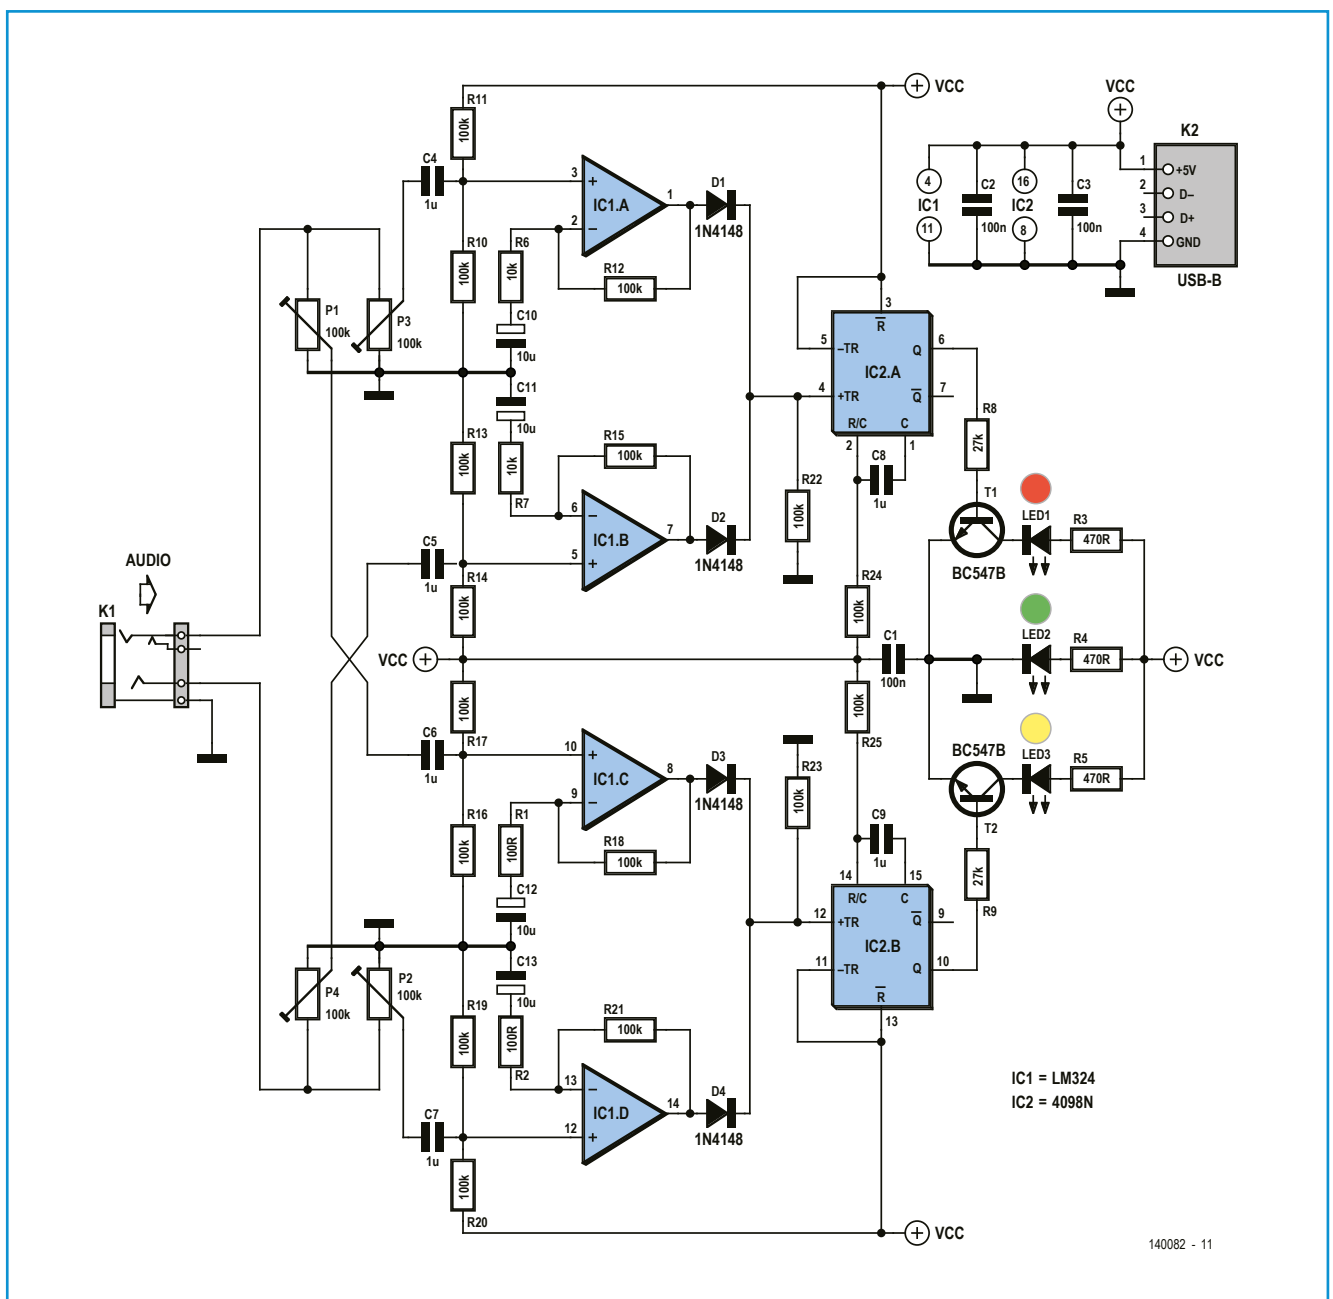 R11
100k
VCC
VCC
K2
1
+5V
2
D–
3
D+
4
GND
USB-B
4
IC1
11
C2
100n
16
IC2
8
C3
100n
C4
1u
3
+
2
–
IC1.A
1
D1
1N4148
R10
100k
R6
10k
R12
100k
C10
10u
P1
100k
P3
100k
3
R
5
–TR
Q
6
IC2.A
4
+TR
Q
7
R/C
C
2
1
C8
1u
R8
27k
C11
10u
R13
100k
R15
100k
10k
R7
6
–
IC1.B
7
5
+
D2
1N4148
R22
100k
T1
BC547B
LED1
R3
470R
C5
1u
R14
100k
R24
100k
AUDIO
K1
VCC
C1
100n
LED2
R4
470R
VCC
100k
R17
100k
R25
C6
1u
10
+
9
–
IC1.C
8
D3
1N4148
R23
100k
BC547B
T2
LED3
R5
470R
R16
100k
R1
100R
R18
100k
C12
10u
C9
1u
14
15
R/C
C
12
+TR
Q
9
IC2.B
11
–TR
Q
10
R
13
27k
R9
P4
100k
P2
100k
C13
10u
R19
100k
100R
R2
R21
100k
13
–
IC1.D
14
12
+
D4
1N4148
C7
1u
100k
R20
VCC
IC1 = LM324
IC2 = 4098N
140082 - 11